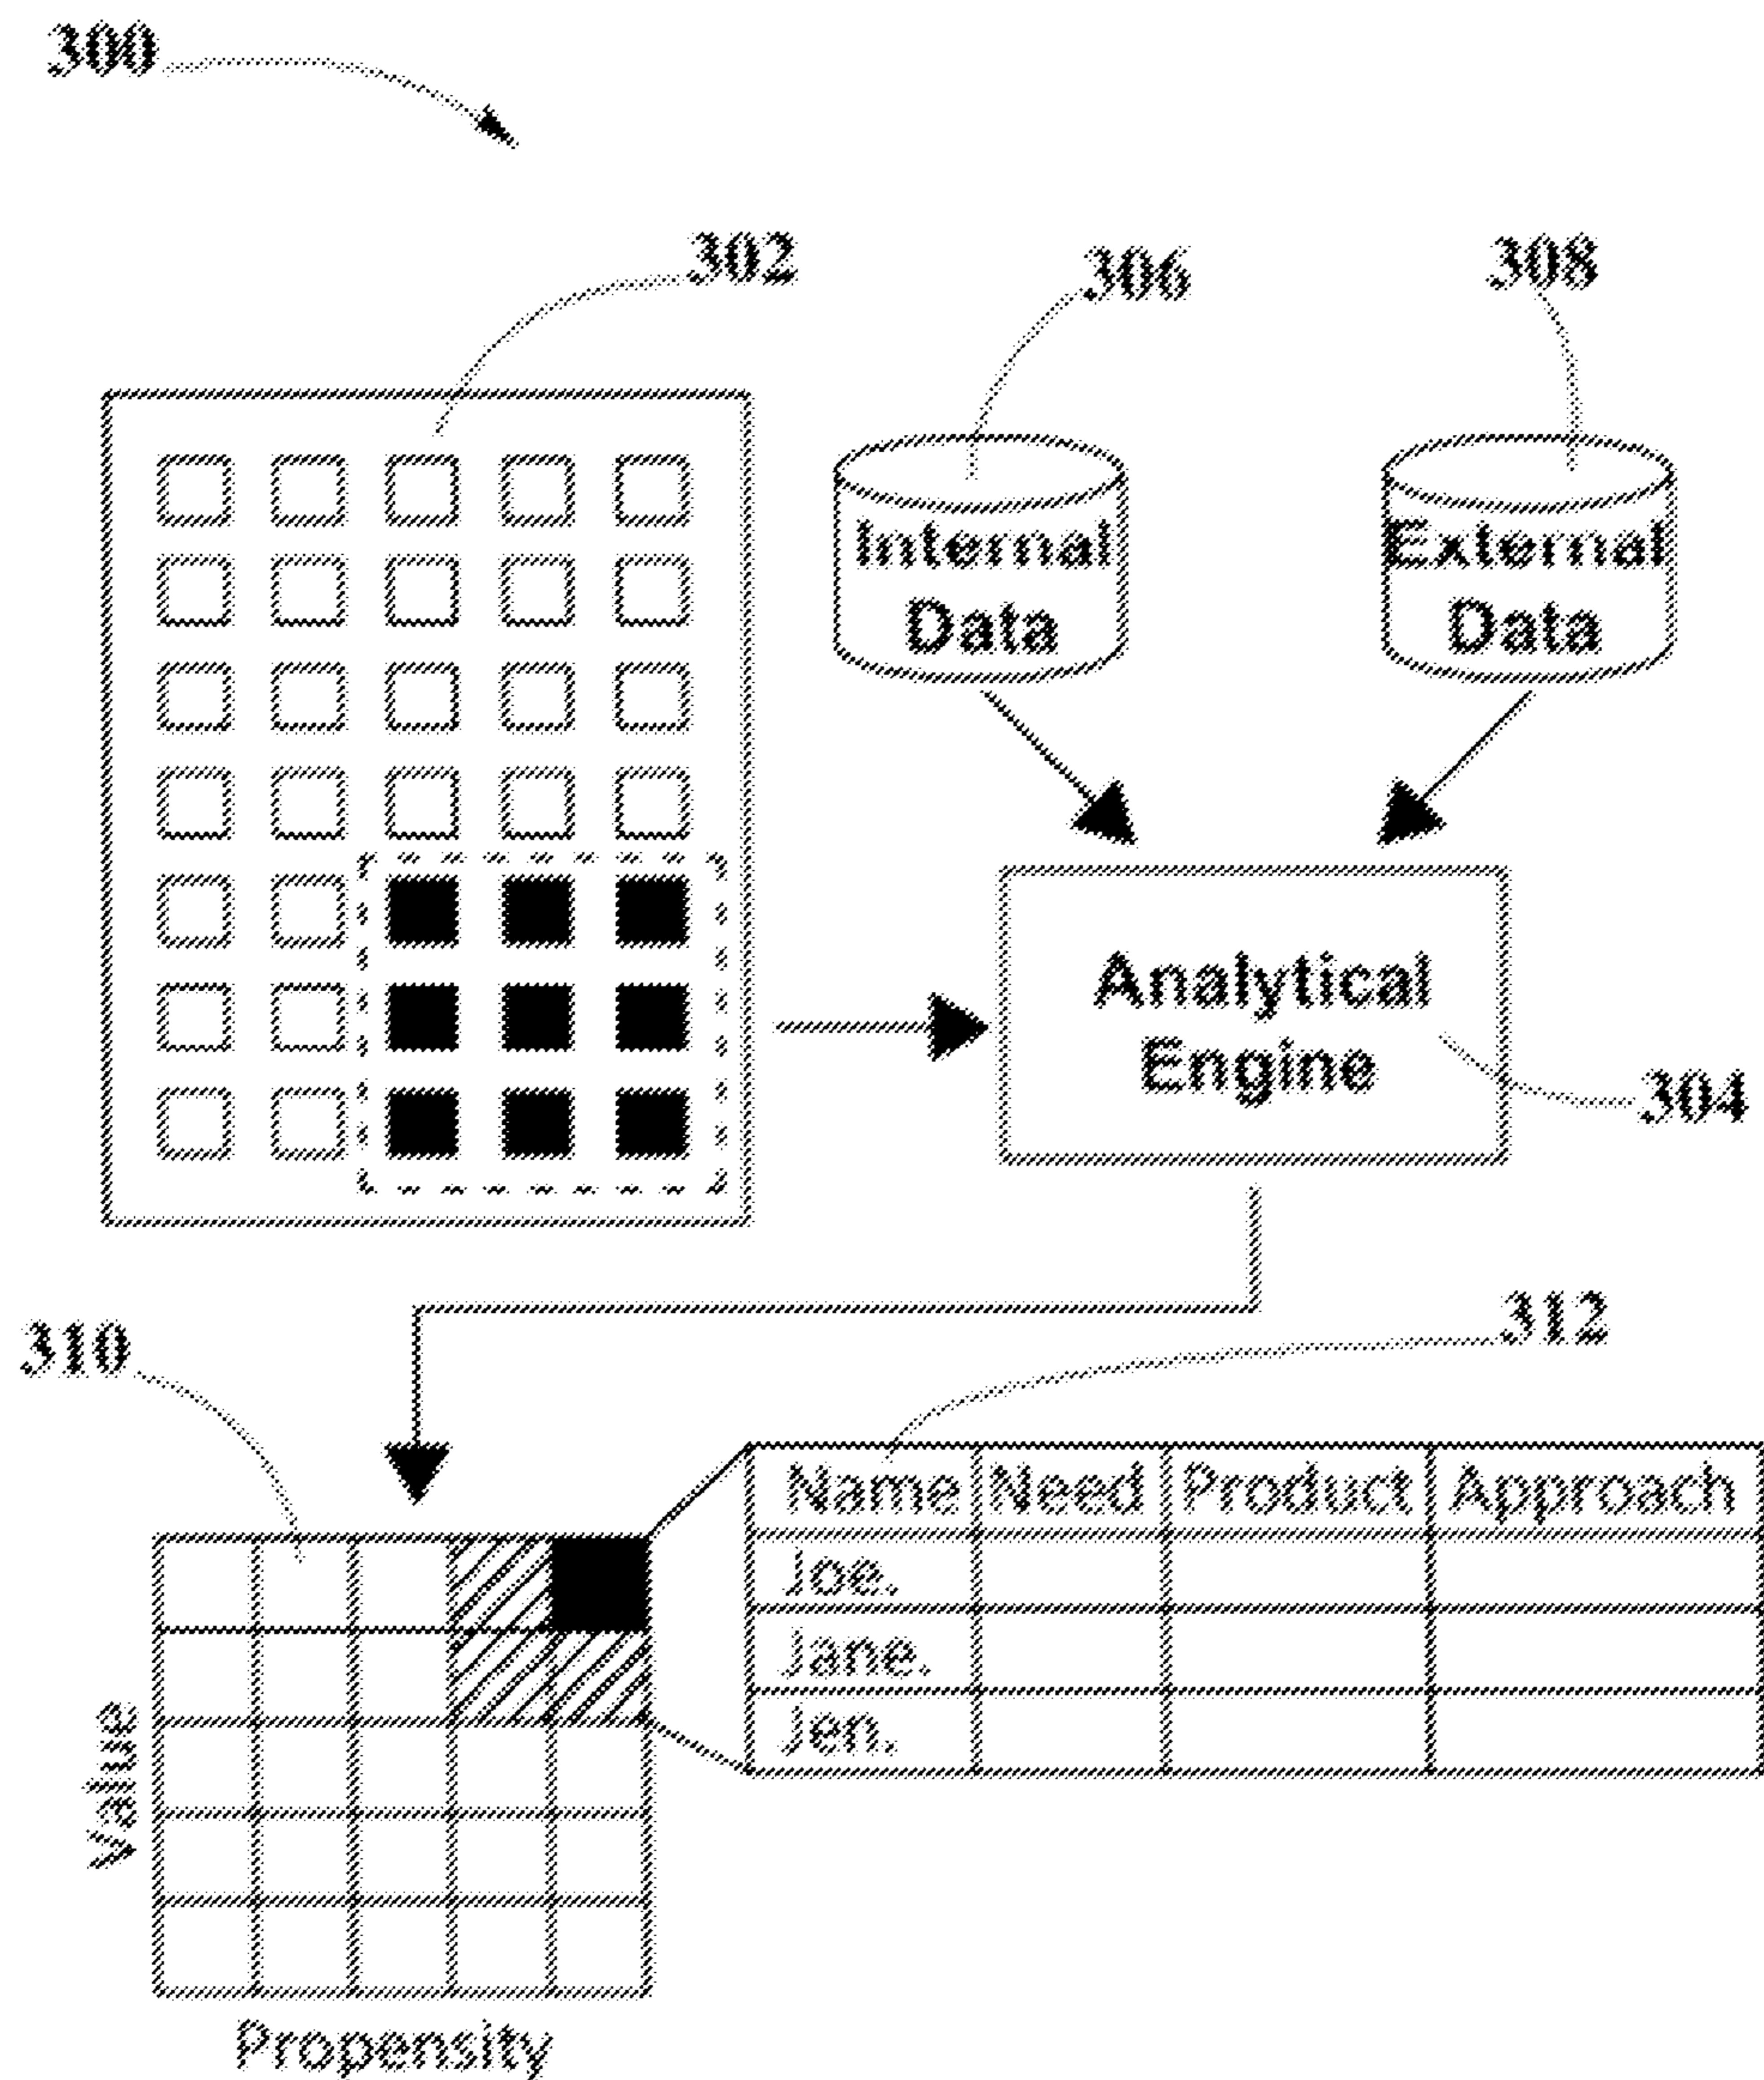 300
302
306
308
Internal
Data
External
Data
Analytical
Engine
304
310
312
Name Need Product Approach
Joe.
Jane.
Jen.
Value
Propensity